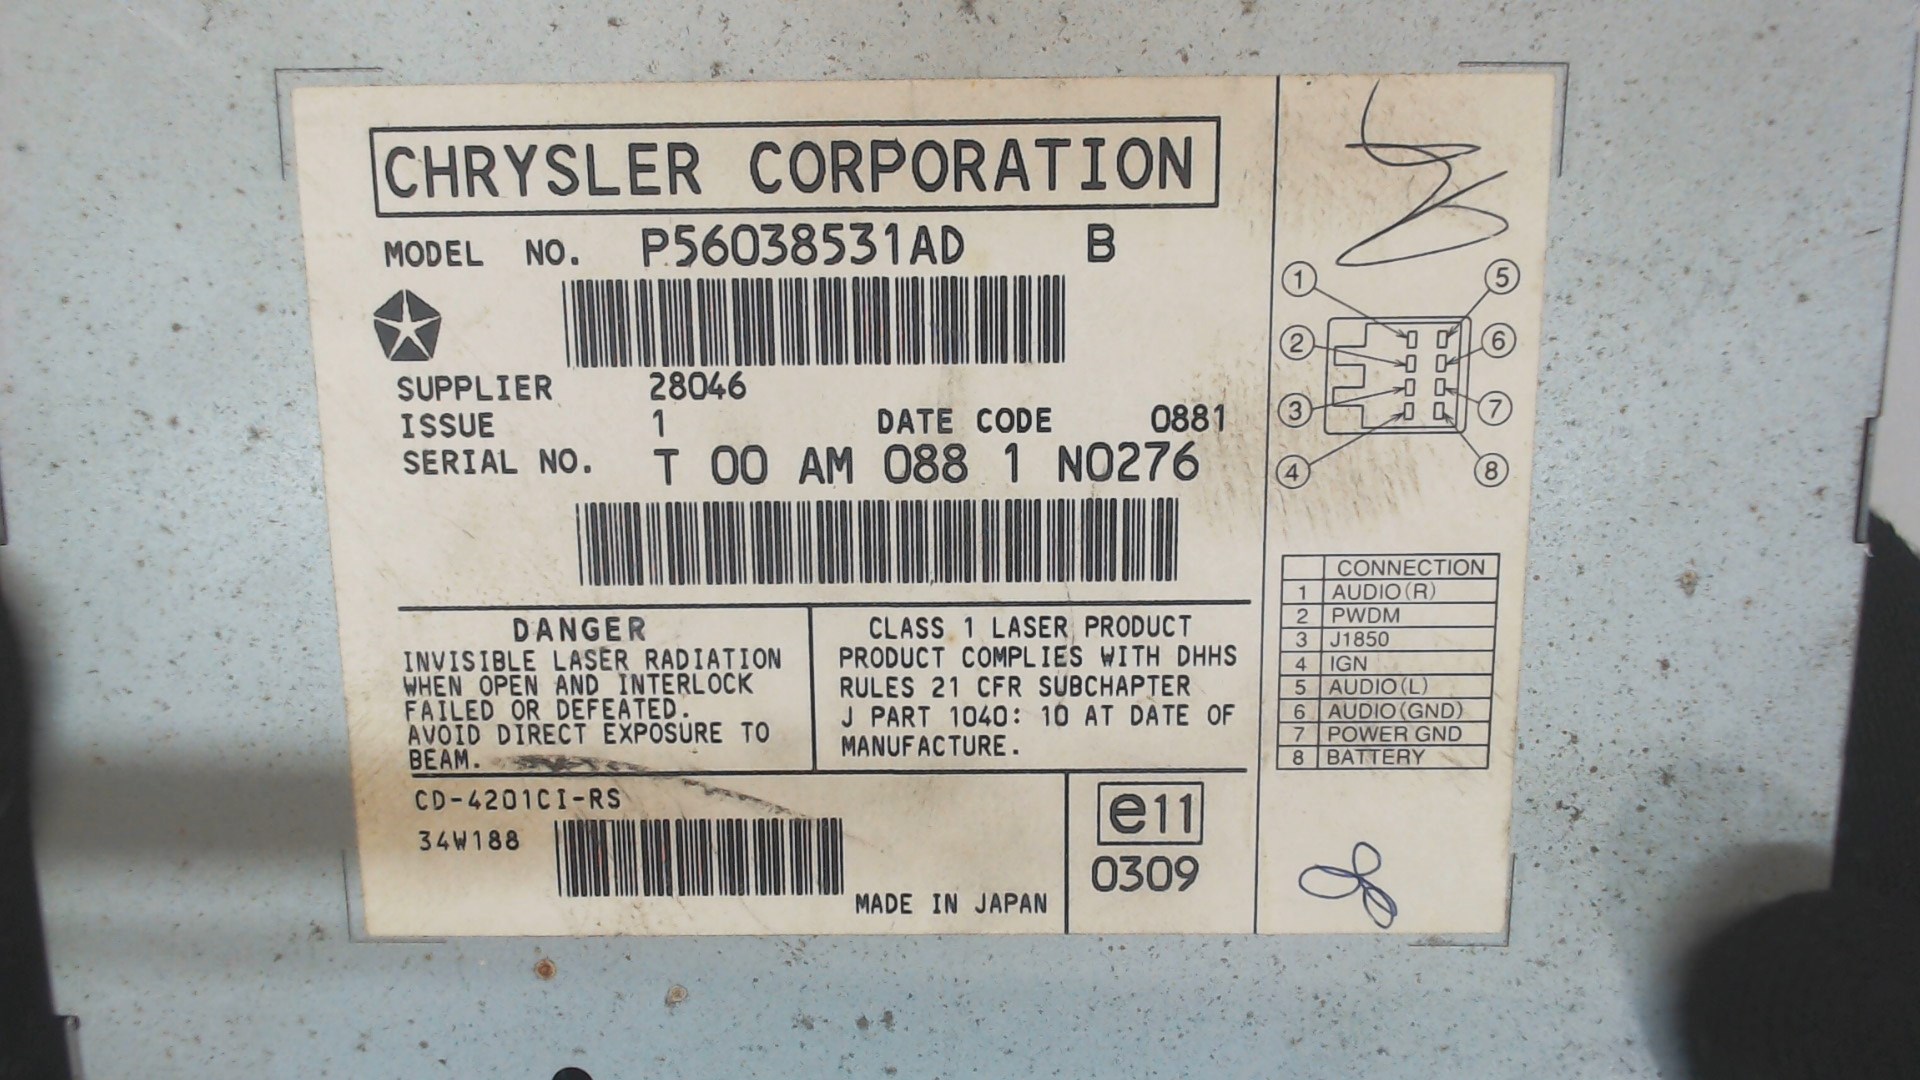 CHRYSLER CORPORATION
MODEL NO. P56038531AD B
SUPPLIER 28046
ISSUE 1 DATE CODE 0881
SERIAL NO. T 00 AM 088 1 N0276
DANGER
INVISIBLE LASER RADIATION
WHEN OPEN AND INTERLOCK
FAILED OR DEFEATED.
AVOID DIRECT EXPOSURE TO
BEAM.
CLASS 1 LASER PRODUCT
PRODUCT COMPLIES WITH DHHS
RULES 21 CFR SUBCHAPTER
J PART 1040: 10 AT DATE OF
MANUFACTURE.
CD-4201CI-RS
34W188
MADE IN JAPAN
e11
0309
1 5
2 6
3 7
4 8
CONNECTION
1 AUDIO(R)
2 PWDM
3 J1850
4 IGN
5 AUDIO(L)
6 AUDIO(GND)
7 POWER GND
8 BATTERY